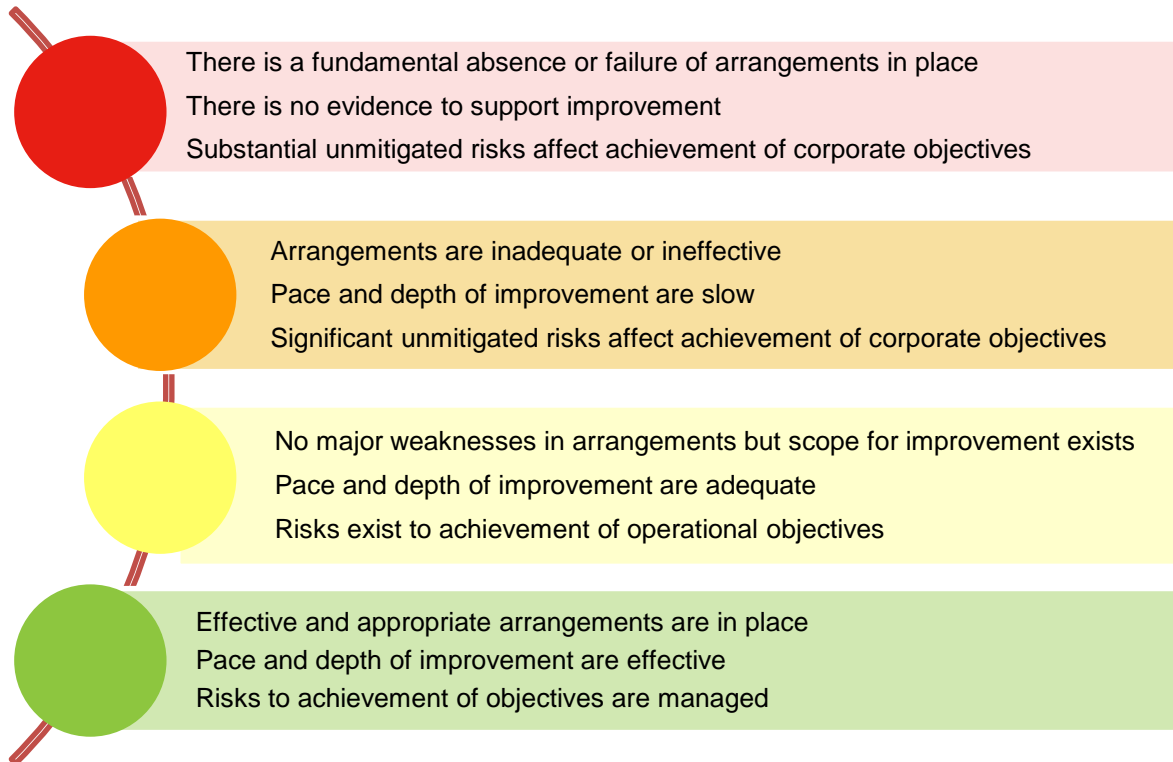 There is a fundamental absence or failure of arrangements in place
There is no evidence to support improvement
Substantial unmitigated risks affect achievement of corporate objectives
Arrangements are inadequate or ineffective
Pace and depth of improvement are slow
Significant unmitigated risks affect achievement of corporate objectives
No major weaknesses in arrangements but scope for improvement exists
Pace and depth of improvement are adequate
Risks exist to achievement of operational objectives
Effective and appropriate arrangements are in place
Pace and depth of improvement are effective
Risks to achievement of objectives are managed